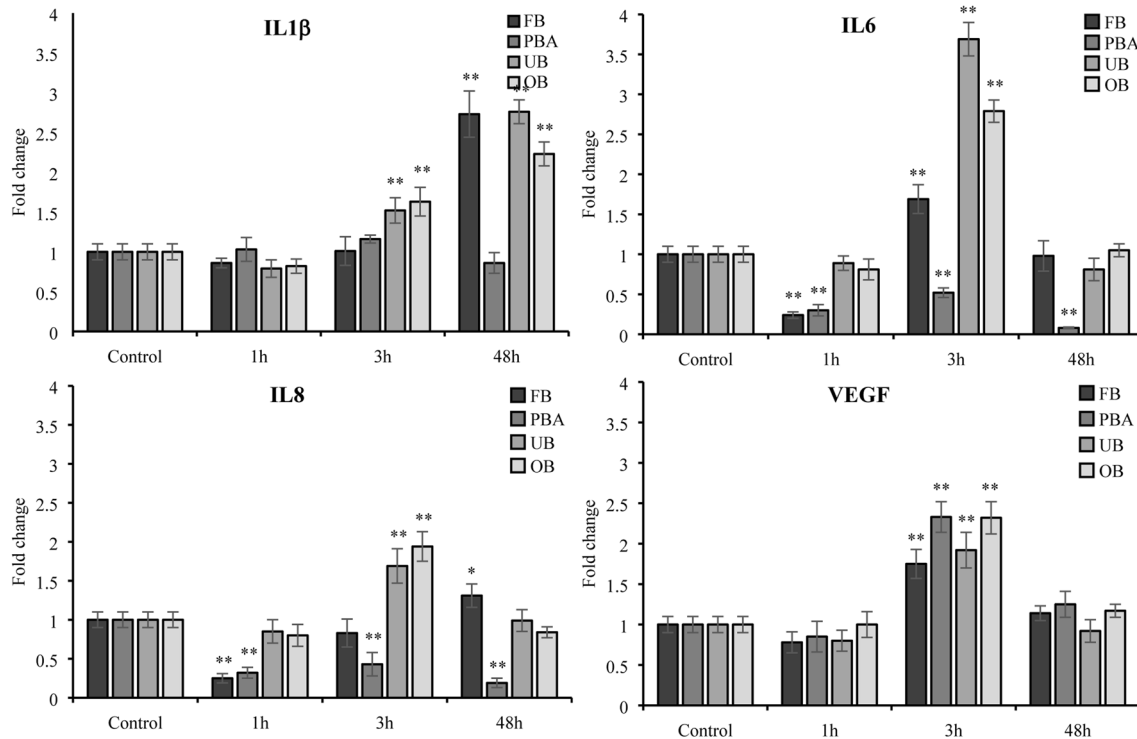 IL1β
FB
PBA
UB
OB
Fold change
4
3.5
3
2.5
2
1.5
1
0.5
0
**
**
**
**
**
Control
1h
3h
48h
IL6
FB
PBA
UB
OB
Fold change
4
3.5
3
2.5
2
1.5
1
0.5
0
**
**
**
**
**
**
**
Control
1h
3h
48h
IL8
FB
PBA
UB
OB
Fold change
4
3.5
3
2.5
2
1.5
1
0.5
0
**
**
**
**
**
*
**
Control
1h
3h
48h
VEGF
FB
PBA
UB
OB
Fold change
4
3.5
3
2.5
2
1.5
1
0.5
0
**
**
**
**
Control
1h
3h
48h